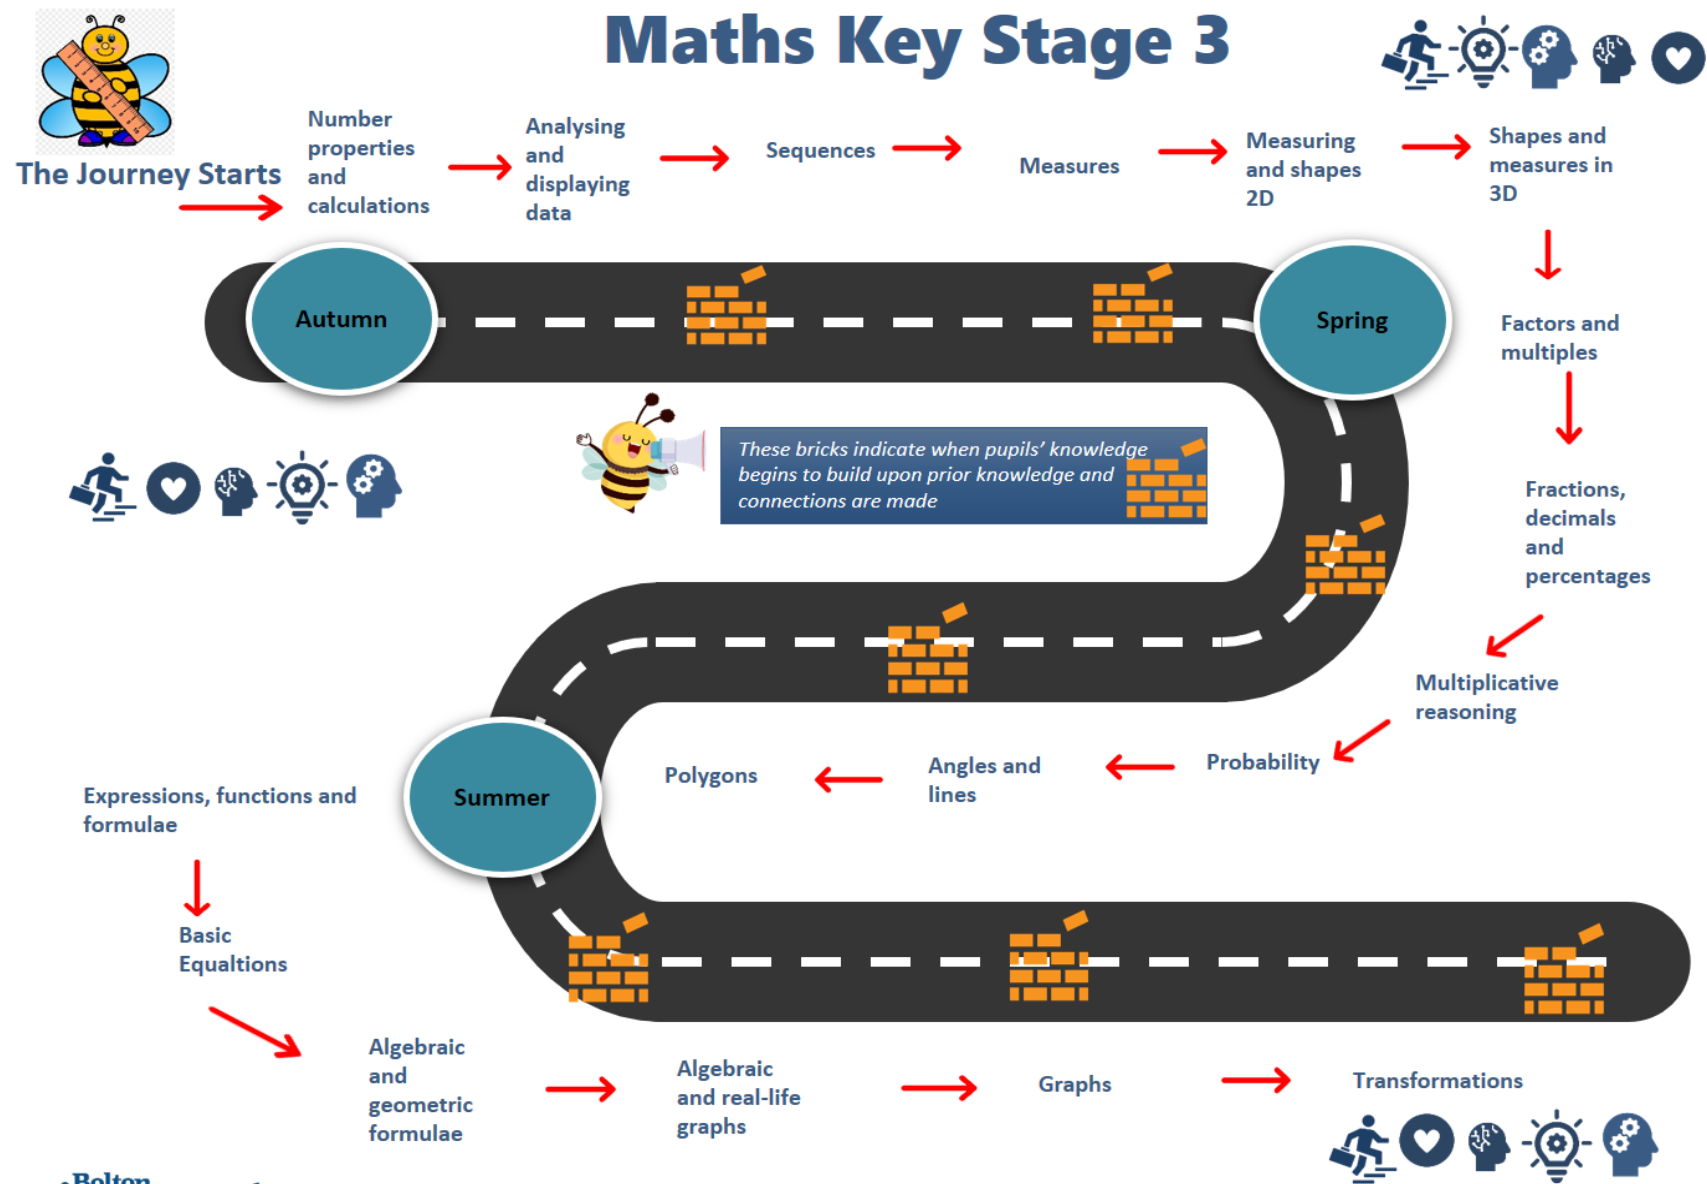 Maths Key Stage 3
The Journey Starts
Number
properties
and
calculations
Analysing
and
displaying
data
Sequences
Measures
Measuring
and shapes
2D
Shapes and
measures in
3D
Autumn
Spring
Factors and
multiples
These bricks indicate when pupils’ knowledge
begins to build upon prior knowledge and
connections are made
Fractions,
decimals
and
percentages
Multiplicative
reasoning
Probability
Angles and
lines
Polygons
Summer
Expressions, functions and
formulae
Basic
Equaltions
Algebraic
and
geometric
formulae
Algebraic
and real-life
graphs
Graphs
Transformations
Bolton